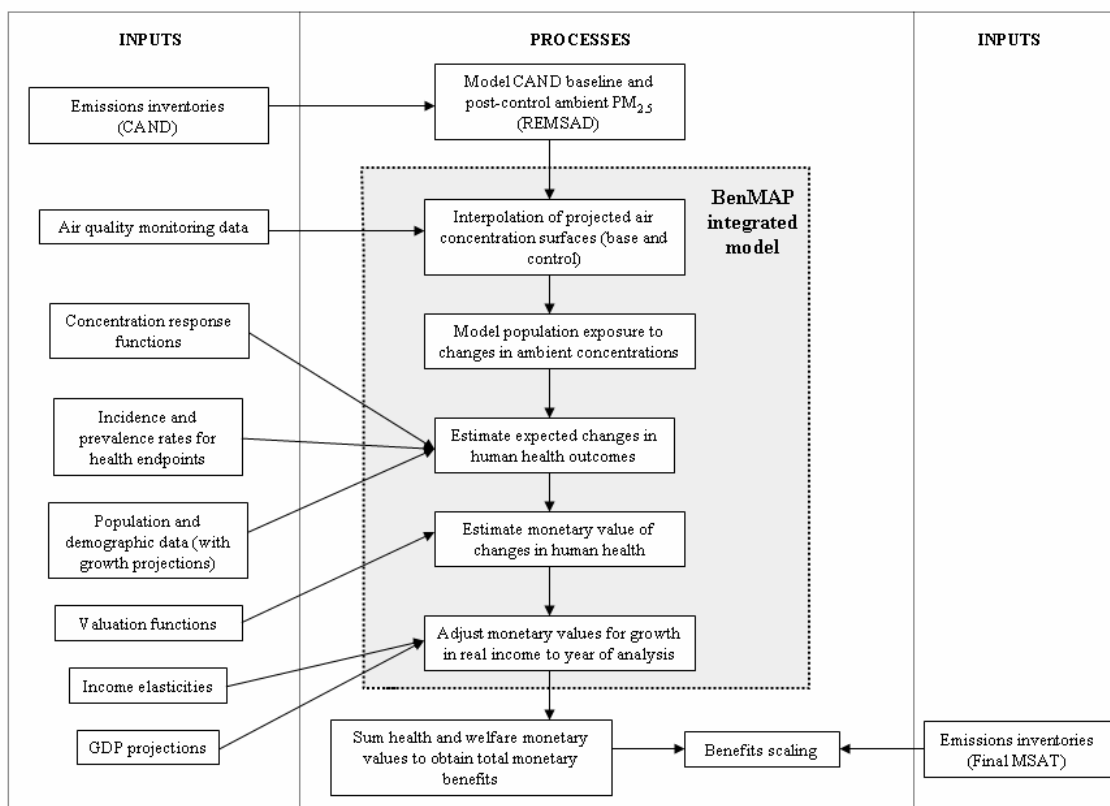 INPUTS
PROCESSES
INPUTS
Emissions inventories
(CAND)
Model CAND baseline and
post-control ambient PM2.5
(REMSAD)
BenMAP
integrated
model
Air quality monitoring data
Interpolation of projected air
concentration surfaces (base and
control)
Concentration response
functions
Model population exposure to
changes in ambient concentrations
Incidence and
prevalence rates for
health endpoints
Estimate expected changes in
human health outcomes
Population and
demographic data (with
growth projections)
Estimate monetary value of
changes in human health
Valuation functions
Adjust monetary values for growth
in real income to year of analysis
Income elasticities
GDP projections
Sum health and welfare monetary
values to obtain total monetary
benefits
Benefits scaling
Emissions inventories
(Final MSAT)